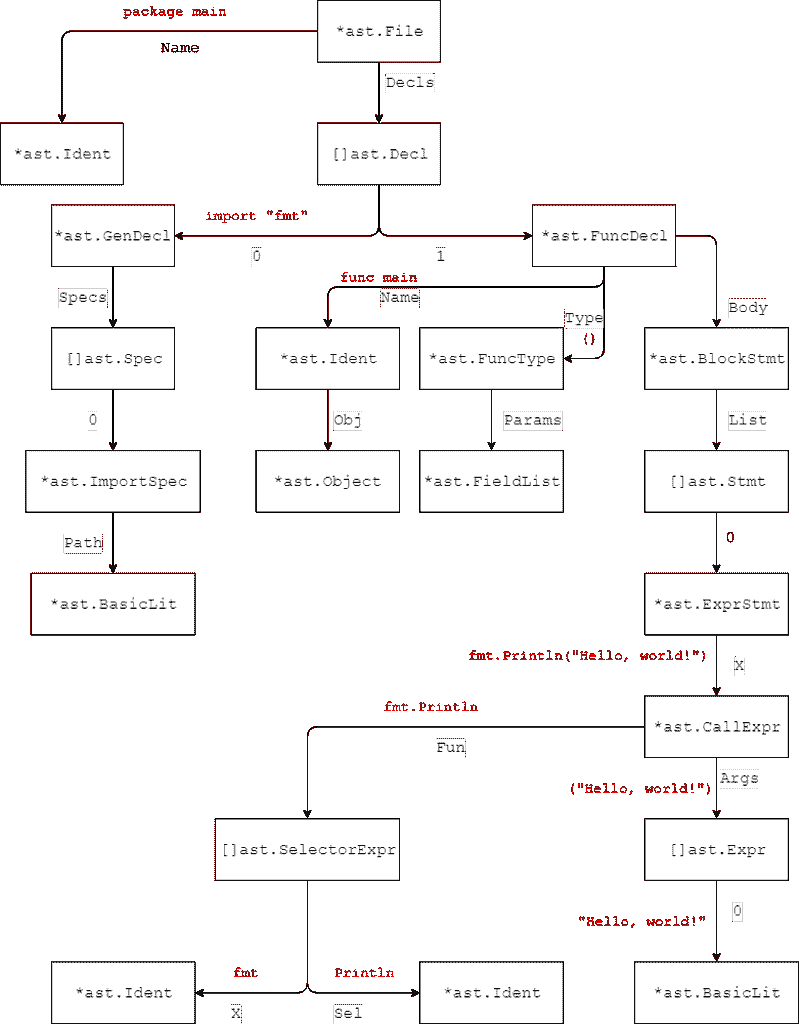 package main
*ast.File
Name
Decls
*ast.Ident
[]ast.Decl
import "fmt"
*ast.GenDecl
*ast.FuncDecl
0
1
func main
Specs
Name
Type
Body
()
[]ast.Spec
*ast.Ident
*ast.FuncType
*ast.BlockStmt
0
Obj
Params
List
*ast.ImportSpec
*ast.Object
*ast.FieldList
[]ast.Stmt
Path
0
*ast.BasicLit
*ast.ExprStmt
fmt.Println("Hello, world!")
X
fmt.Println
*ast.CallExpr
Fun
Args
("Hello, world!")
[]ast.SelectorExpr
[]ast.Expr
"Hello, world!"
0
fmt
Println
*ast.Ident
*ast.Ident
*ast.BasicLit
X
Sel